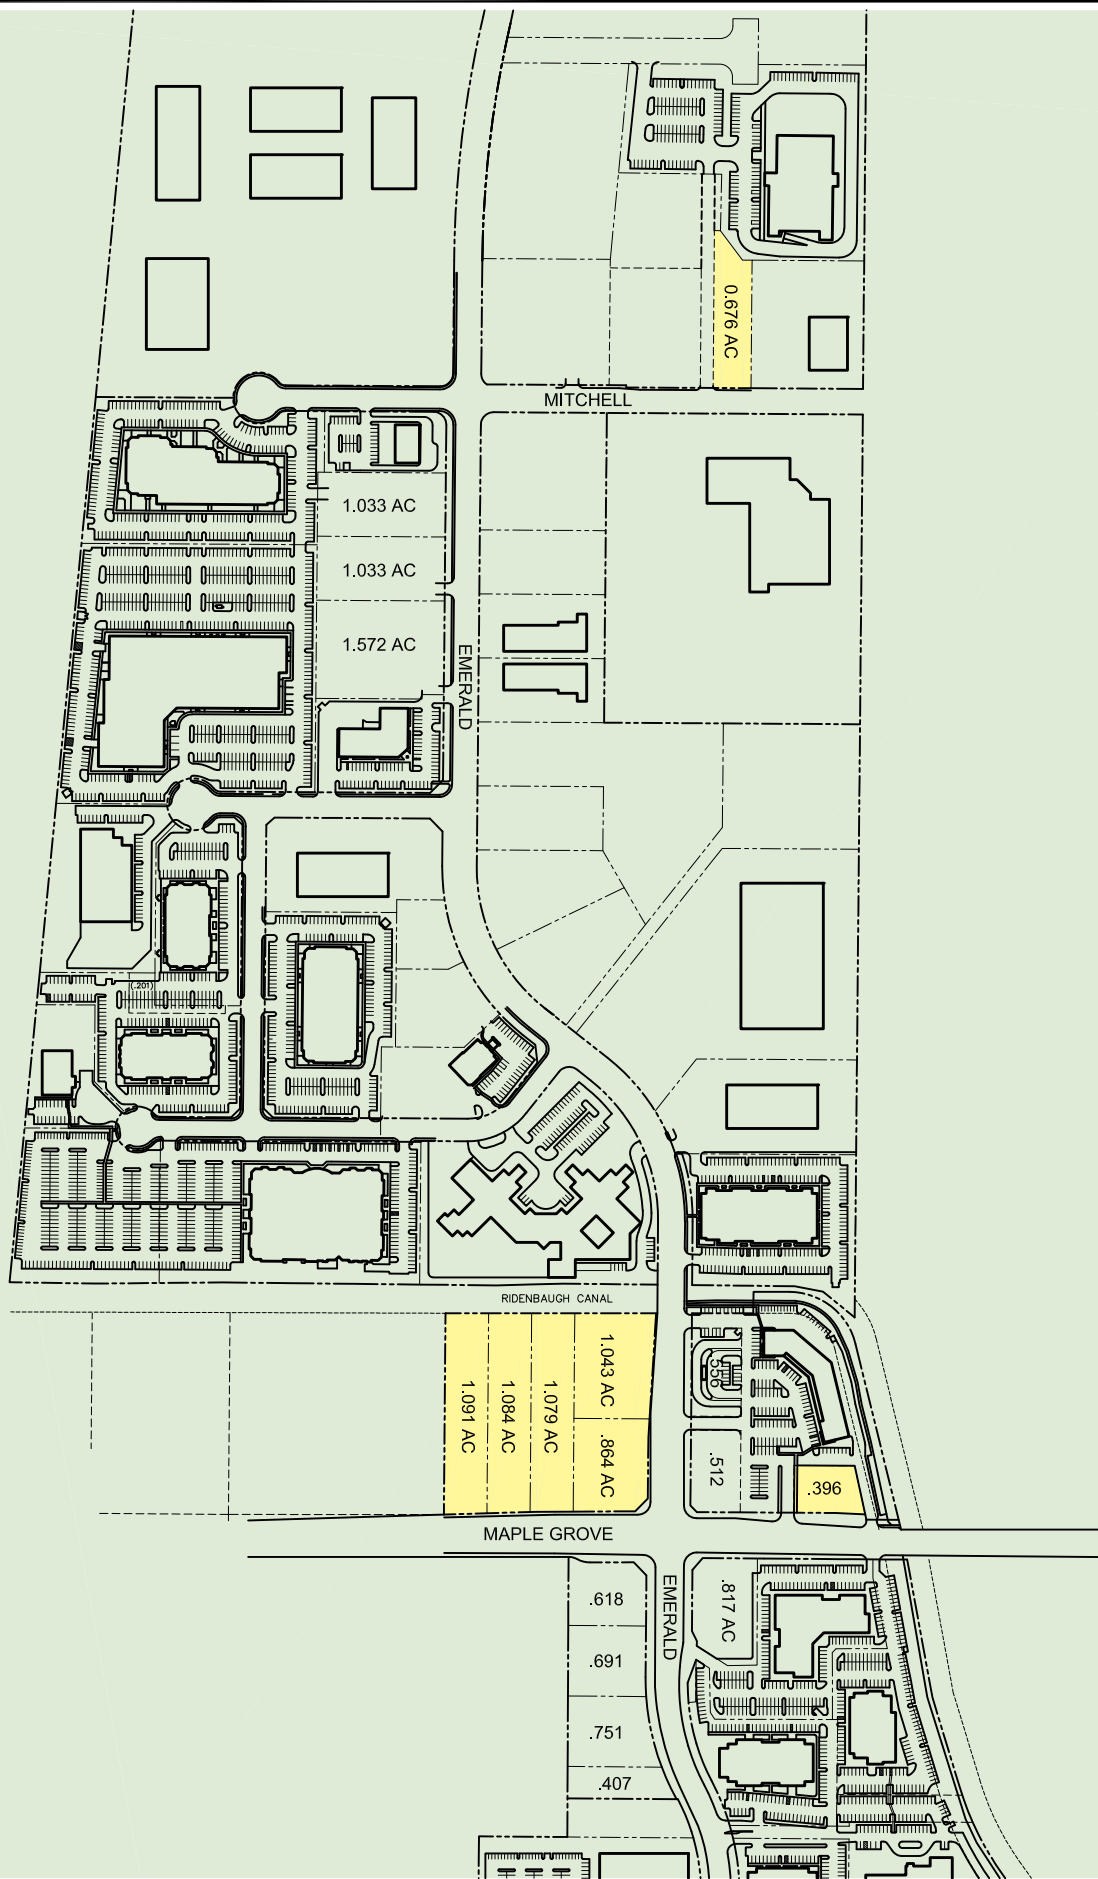 0.676 AC
MITCHELL
1.033 AC
1.033 AC
1.572 AC
EMERALD
(.201)
RIDENBAUGH CANAL
1.043 AC
.556
1.091 AC
1.084 AC
1.079 AC
.864 AC
.512
.396
MAPLE GROVE
.618
EMERALD
.817 AC
.691
.751
.407